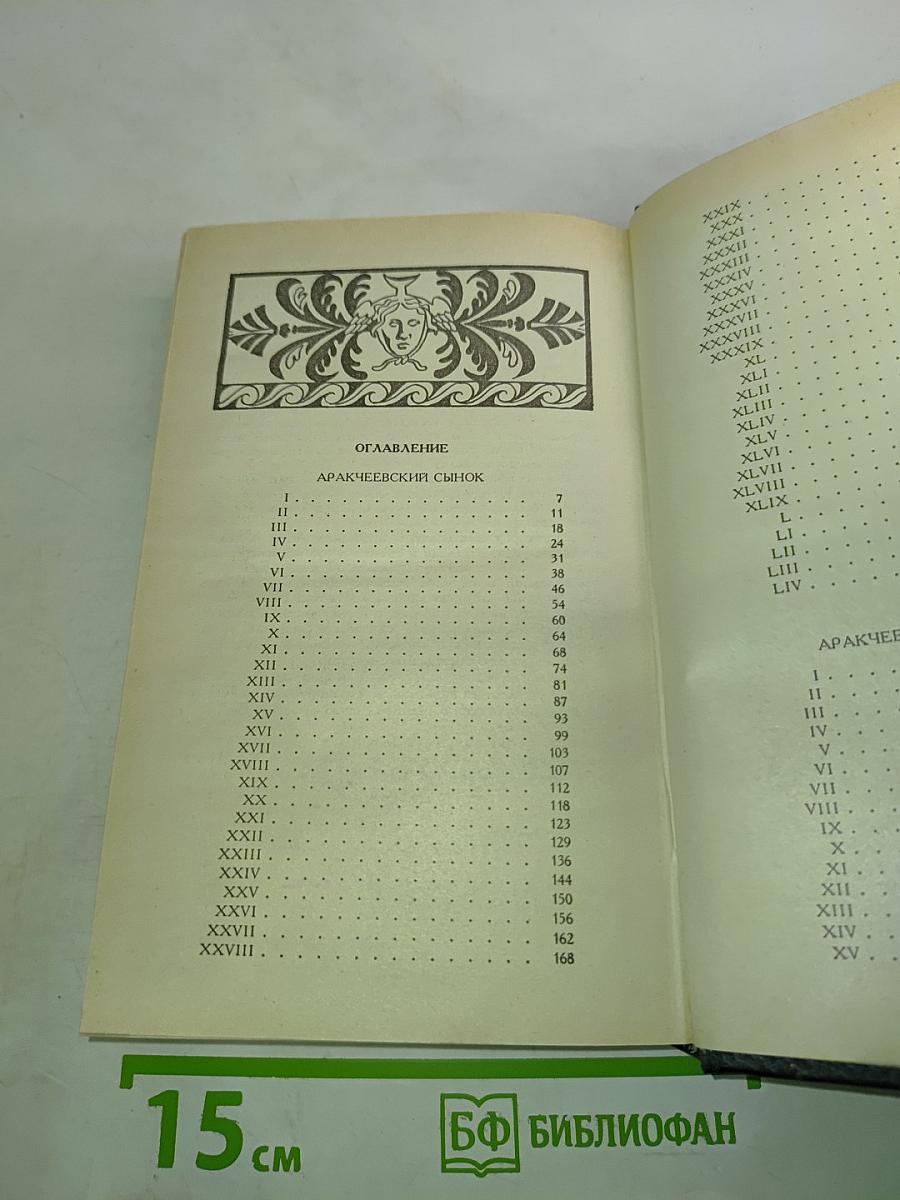 ОГЛАВЛЕНИЕ
АРАКЧЕЕВСКИЙ СЫНОК
I . . . . . . . . . . . . . . . . 7
II . . . . . . . . . . . . . . . . 11
III . . . . . . . . . . . . . . . . 18
IV . . . . . . . . . . . . . . . . 24
V . . . . . . . . . . . . . . . . 31
VI . . . . . . . . . . . . . . . . 38
VII . . . . . . . . . . . . . . . . 46
VIII . . . . . . . . . . . . . . . . 54
IX . . . . . . . . . . . . . . . . 60
X . . . . . . . . . . . . . . . . 64
XI . . . . . . . . . . . . . . . . 68
XII . . . . . . . . . . . . . . . . 74
XIII . . . . . . . . . . . . . . . . 81
XIV . . . . . . . . . . . . . . . . 87
XV . . . . . . . . . . . . . . . . 93
XVI . . . . . . . . . . . . . . . . 99
XVII . . . . . . . . . . . . . . . . 103
XVIII . . . . . . . . . . . . . . . . 107
XIX . . . . . . . . . . . . . . . . 112
XX . . . . . . . . . . . . . . . . 118
XXI . . . . . . . . . . . . . . . . 123
XXII . . . . . . . . . . . . . . . . 129
XXIII . . . . . . . . . . . . . . . . 136
XXIV . . . . . . . . . . . . . . . . 144
XXV . . . . . . . . . . . . . . . . 150
XXVI . . . . . . . . . . . . . . . . 156
XXVII . . . . . . . . . . . . . . . . 162
XXVIII . . . . . . . . . . . . . . . . 168
XXIX . . . . . . . .
XXX . . . . . . . .
XXXI . . . . . . . .
XXXII . . . . . . . .
XXXIII . . . . . . . .
XXXIV . . . . . . . .
XXXV . . . . . . . .
XXXVI . . . . . . . .
XXXVII . . . . . . . .
XXXVIII . . . . . . . .
XXXIX . . . . . . . .
XL . . . . . . . .
XLI . . . . . . . .
XLII . . . . . . . .
XLIII . . . . . . . .
XLIV . . . . . . . .
XLV . . . . . . . .
XLVI . . . . . . . .
XLVII . . . . . . . .
XLVIII . . . . . . . .
XLIX . . . . . . . .
L . . . . . . .
LI . . . . . . .
LII . . . . . . .
LIII . . . . . . .
LIV . . . . . . .
АРАКЧЕЕ
I . . . . .
II . . . . .
III . . . . .
IV . . . . .
V . . . .
VI . . . .
VII . . . .
VIII . . . .
IX . . . .
X . . . .
XI . . . .
XII . . . .
XIII . . . .
XIV . . .
XV . . .
15 см
БФ БИБЛИОФАН